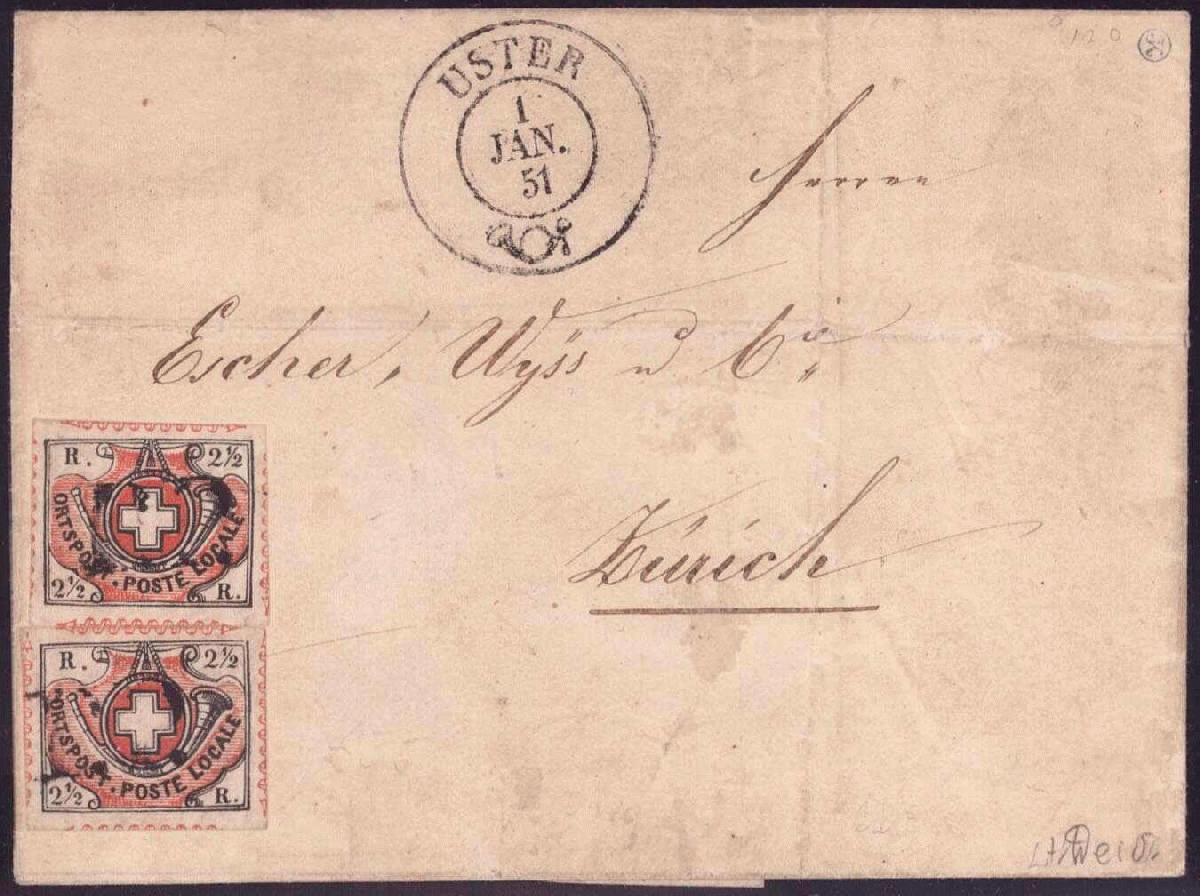 USTER
1
JAN.
51
Herren
Escher, Wyss u Cie
Zürich
R. 2½
ORTSPOST. POSTE LOCALE
2½ R.
R. 2½
ORTSPOST. POSTE LOCALE
2½ R.